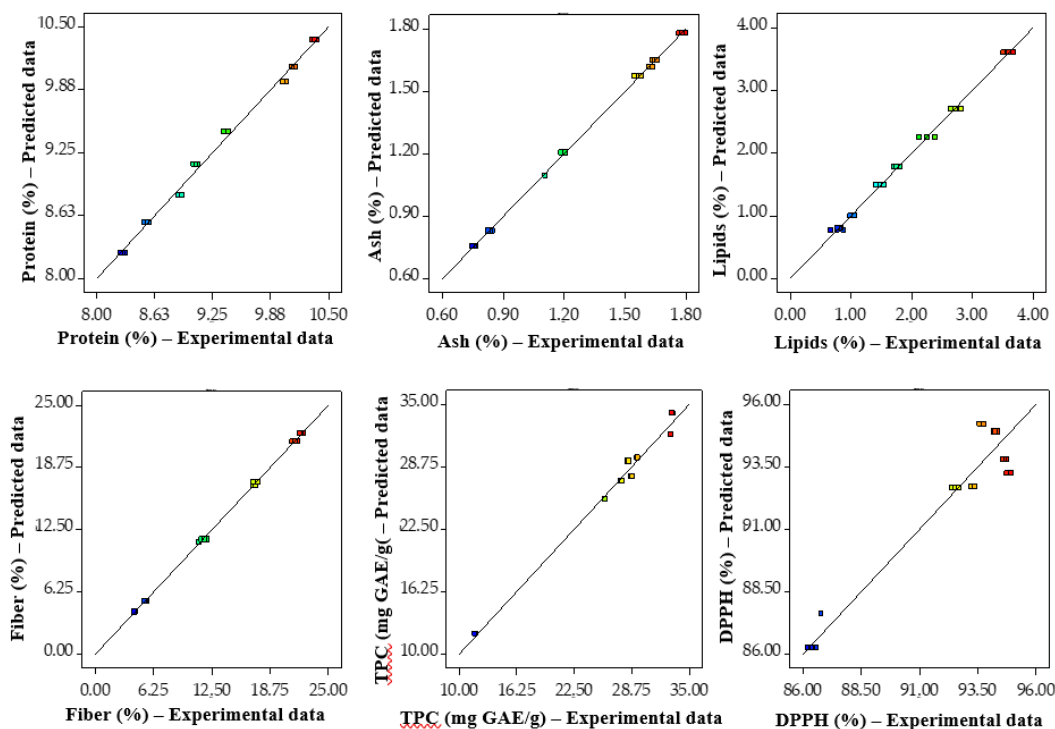 10.50
9.88
9.25
8.63
8.00
Protein (%) – Predicted data
8.00 8.63 9.25 9.88 10.50
Protein (%) – Experimental data
1.80
1.50
1.20
0.90
0.60
Ash (%) – Predicted data
0.60 0.90 1.20 1.50 1.80
Ash (%) – Experimental data
4.00
3.00
2.00
1.00
0.00
Lipids (%) – Predicted data
0.00 1.00 2.00 3.00 4.00
Lipids (%) – Experimental data
25.00
18.75
12.50
6.25
0.00
Fiber (%) – Predicted data
0.00 6.25 12.50 18.75 25.00
Fiber (%) – Experimental data
35.00
28.75
22.50
16.25
10.00
TPC (mg GAE/g( – Predicted data
10.00 16.25 22.50 28.75 35.00
TPC (mg GAE/g) – Experimental data
96.00
93.50
91.00
88.50
86.00
DPPH (%) – Predicted data
86.00 88.50 91.00 93.50 96.00
DPPH (%) – Experimental data